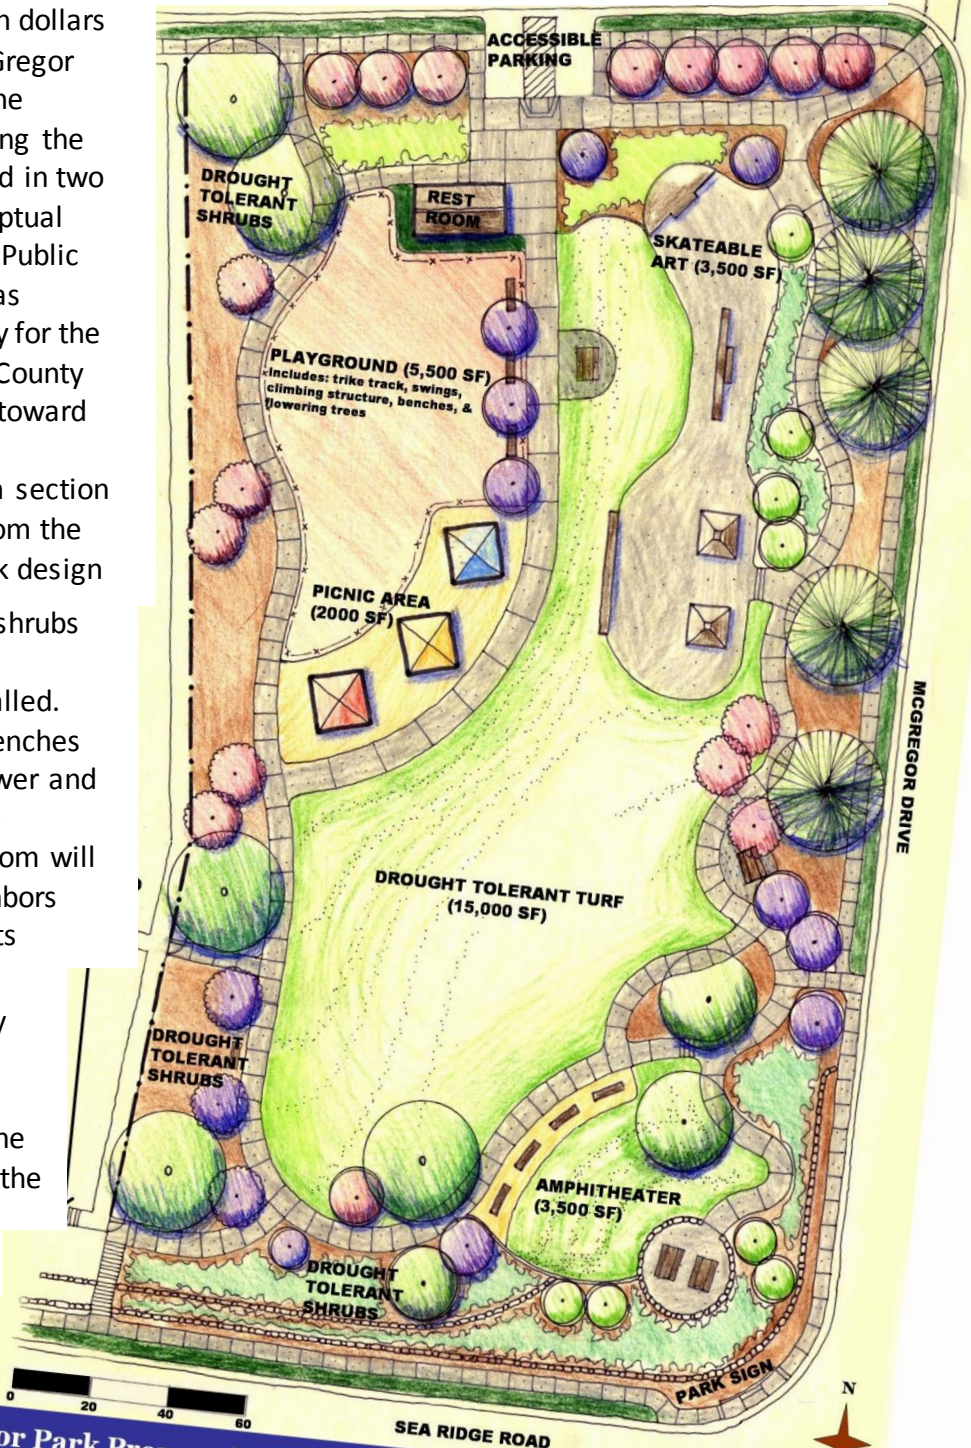 n dollars
Gregor
ne
ng the
d in two
ptual
Public
as
y for the
County
toward
n section
om the
k design
shrubs
alled.
enches
wer and
om will
bors
ts
y
he
the
ACCESSIBLE
PARKING
DROUGHT
TOLERANT
SHRUBS
REST
ROOM
SKATEABLE
ART (3,500 SF)
PLAYGROUND (5,500 SF)
Includes: trike track, swings,
climbing structure, benches, &
flowering trees
PICNIC AREA
(2000 SF)
MCGREGOR DRIVE
DROUGHT TOLERANT TURF
(15,000 SF)
DROUGHT
TOLERANT
SHRUBS
AMPHITHEATER
(3,500 SF)
DROUGHT
TOLERANT
SHRUBS
PARK SIGN
N
0 20 40 60
SEA RIDGE ROAD
or Park